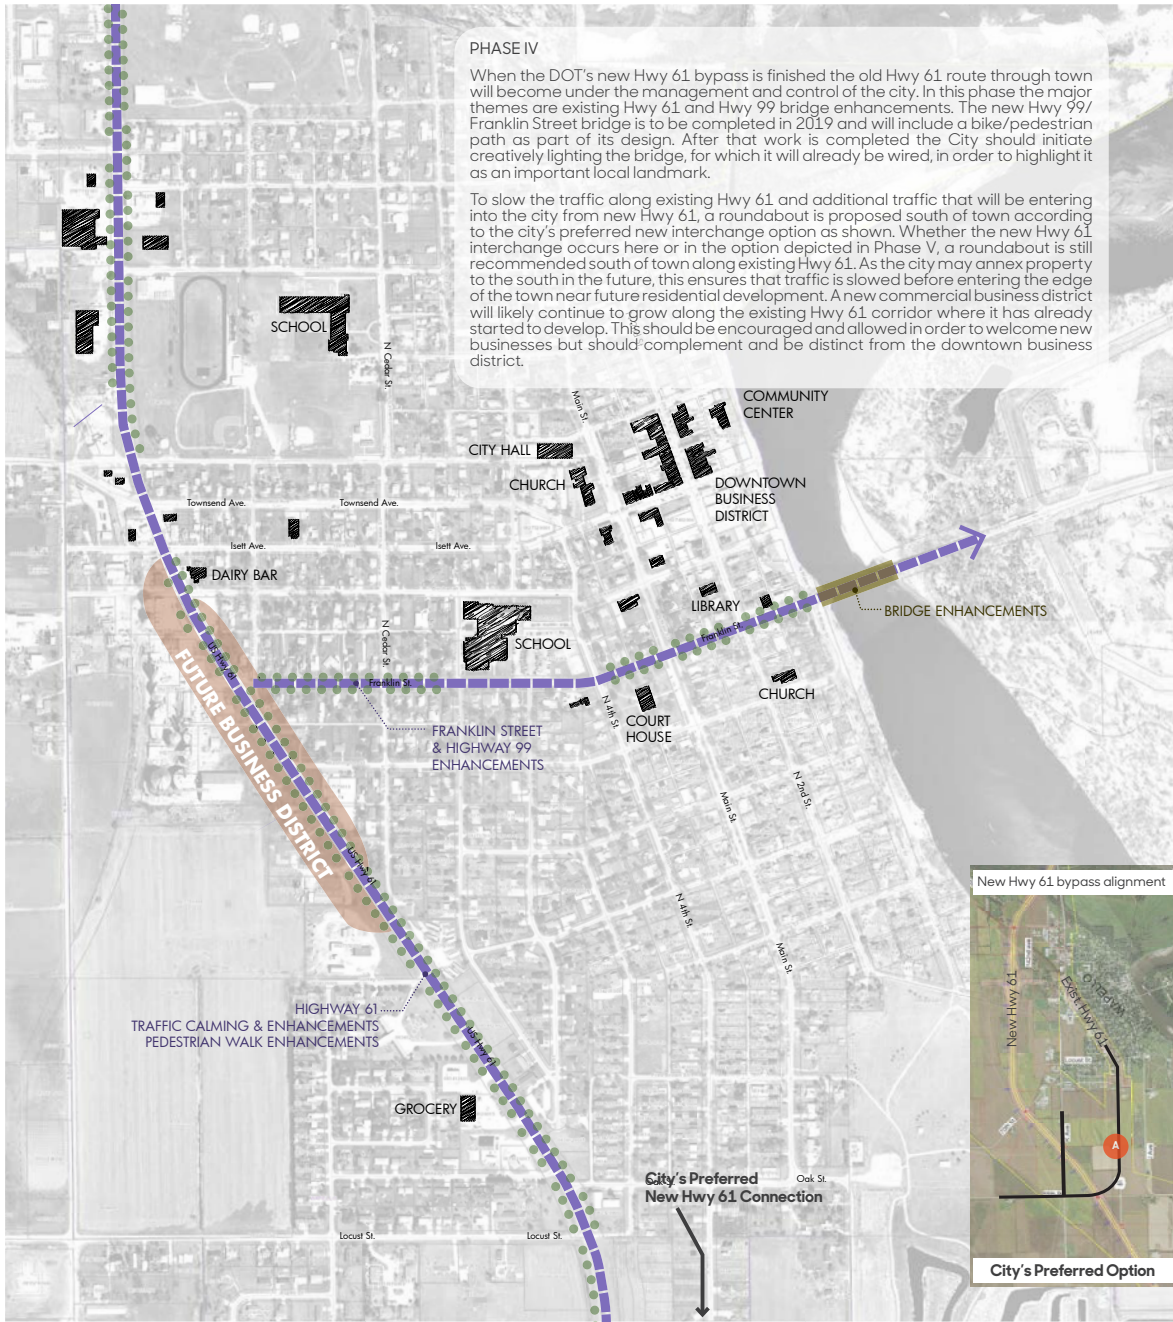 PHASE IV
When the DOT's new Hwy 61 bypass is finished the old Hwy 61 route through town
will become under the management and control of the city. In this phase the major
themes are existing Hwy 61 and Hwy 99 bridge enhancements. The new Hwy 99/
Franklin Street bridge is to be completed in 2019 and will include a bike/pedestrian
path as part of its design. After that work is completed the City should initiate
creatively lighting the bridge, for which it will already be wired, in order to highlight it
as an important local landmark.
To slow the traffic along existing Hwy 61 and additional traffic that will be entering
into the city from new Hwy 61, a roundabout is proposed south of town according
to the city's preferred new interchange option as shown. Whether the new Hwy 61
interchange occurs here or in the option depicted in Phase V, a roundabout is still
recommended south of town along existing Hwy 61. As the city may annex property
to the south in the future, this ensures that traffic is slowed before entering the edge
of the town near future residential development. A new commercial business district
will likely continue to grow along the existing Hwy 61 corridor where it has already
started to develop. This should be encouraged and allowed in order to welcome new
businesses but should complement and be distinct from the downtown business
district.
SCHOOL
N Cedar St.
Main St.
COMMUNITY
CENTER
CITY HALL
CHURCH
DOWNTOWN
BUSINESS
DISTRICT
Townsend Ave.
Townsend Ave.
Isett Ave.
Isett Ave.
DAIRY BAR
LIBRARY
BRIDGE ENHANCEMENTS
N Cedar St.
SCHOOL
Franklin St.
US Hwy 61
FUTURE BUSINESS DISTRICT
Franklin St.
CHURCH
N 4th St.
COURT
HOUSE
FRANKLIN STREET
& HIGHWAY 99
ENHANCEMENTS
N 2nd St.
Main St.
US Hwy 61
New Hwy 61 bypass alignment
N 4th St.
Main St.
HIGHWAY 61
TRAFFIC CALMING & ENHANCEMENTS
PEDESTRIAN WALK ENHANCEMENTS
US Hwy 61
New Hwy 61
Exist. Hwy 61
WAPELLO
GROCERY
A
Oak St.
City's Preferred
New Hwy 61 Connection
Oak St.
Locust St.
Locust St.
City's Preferred Option